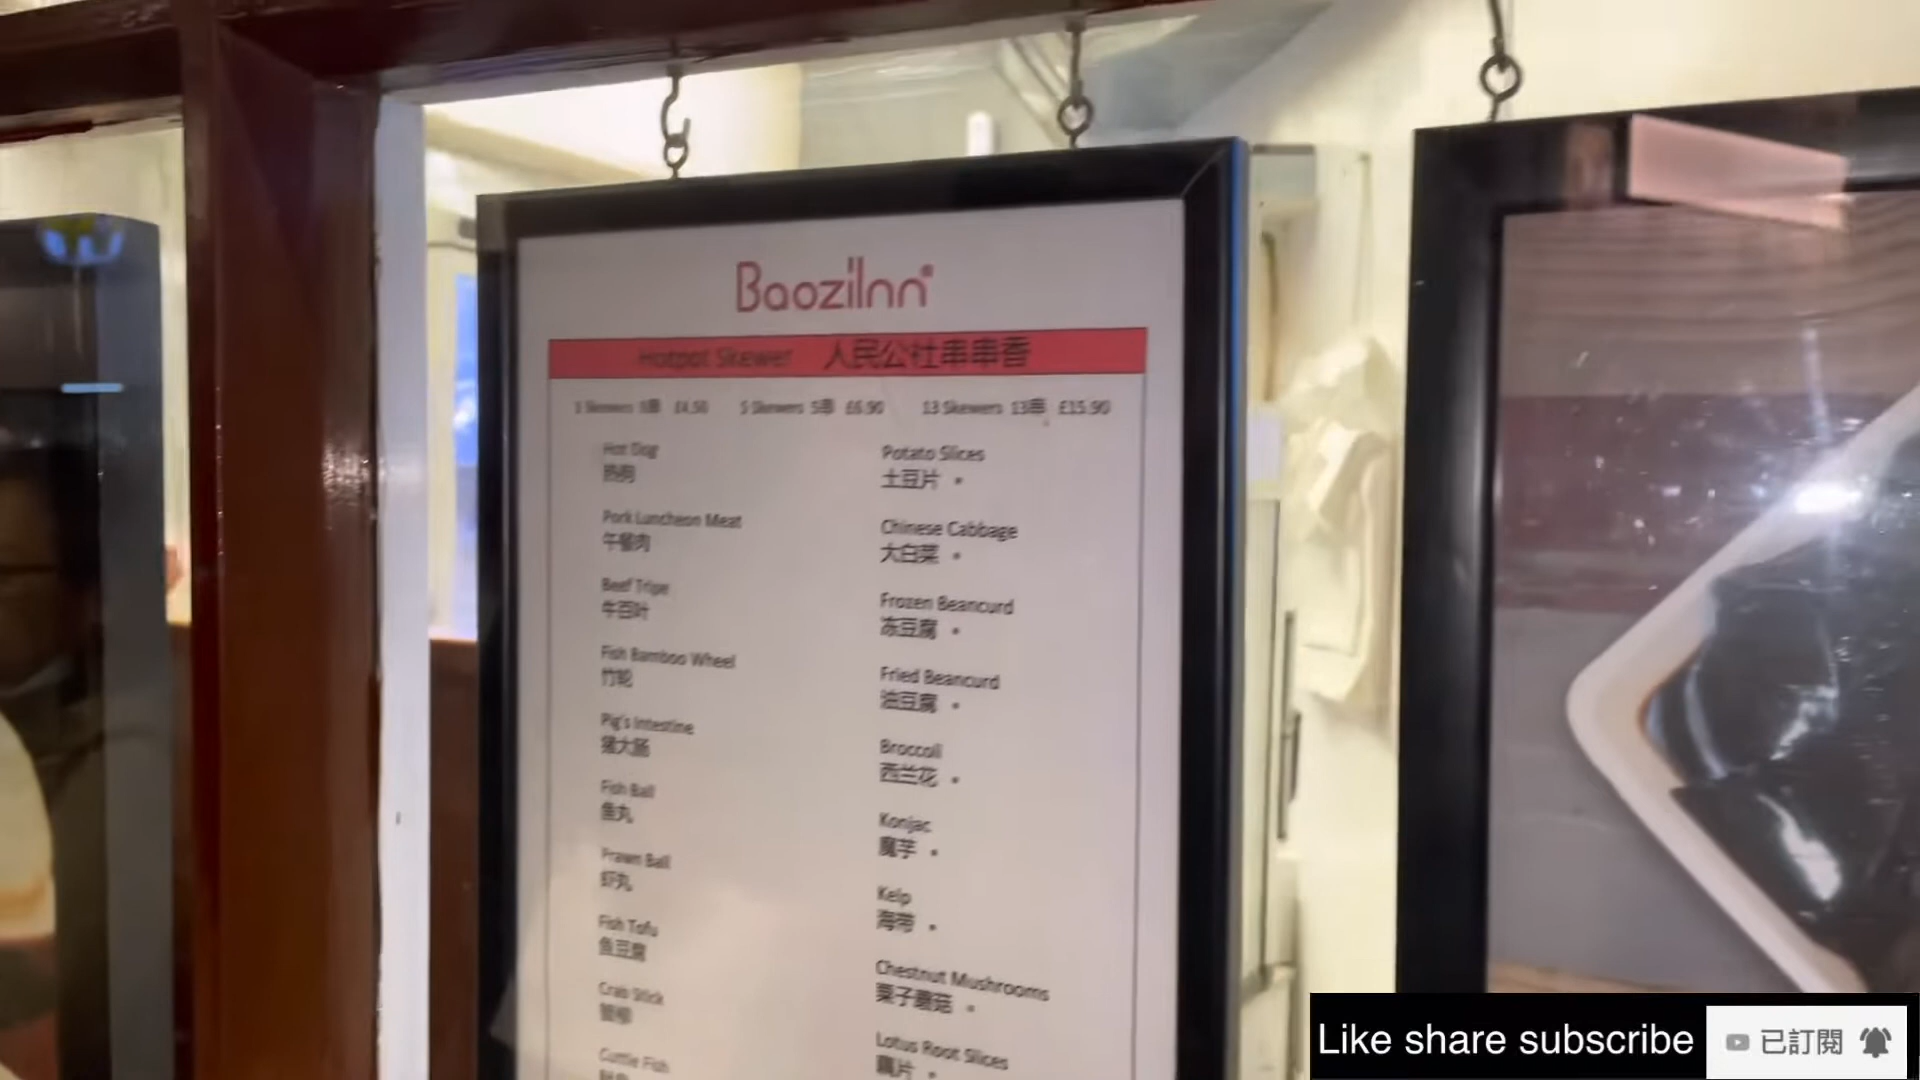 BaoziInn
Hotpot Skewer 人民公社串串香
Skewers £4.50 5 Skewers 5串 £6.90 13 Skewers 13串 £15.90
Hot Dog
热狗
Pork Luncheon Meat
午餐肉
Beef Tripe
牛百叶
Fish Bamboo Wheel
竹轮
Pig's Intestine
猪大肠
Fish Ball
鱼丸
Prawn Ball
虾丸
Fish Tofu
鱼豆腐
Crab Stick
蟹柳
Cuttle Fish
Potato Slices
土豆片
Chinese Cabbage
大白菜
Frozen Beancurd
冻豆腐
Fried Beancurd
油豆腐
Broccoli
西兰花
Konjac
魔芋
Kelp
海带
Chestnut Mushrooms
栗子蘑菇
Lotus Root Slices
藕片
Like share subscribe 已訂閱